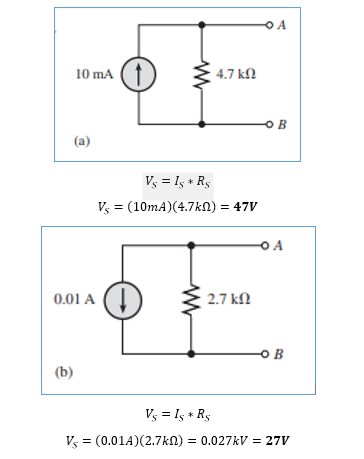 A
10 mA
4.7 kΩ
B
(a)
V_S = I_S * R_S
V_S = (10mA)(4.7kΩ) = 47V
A
0.01 A
2.7 kΩ
B
(b)
V_S = I_S * R_S
V_S = (0.01A)(2.7kΩ) = 0.027kV = 27V